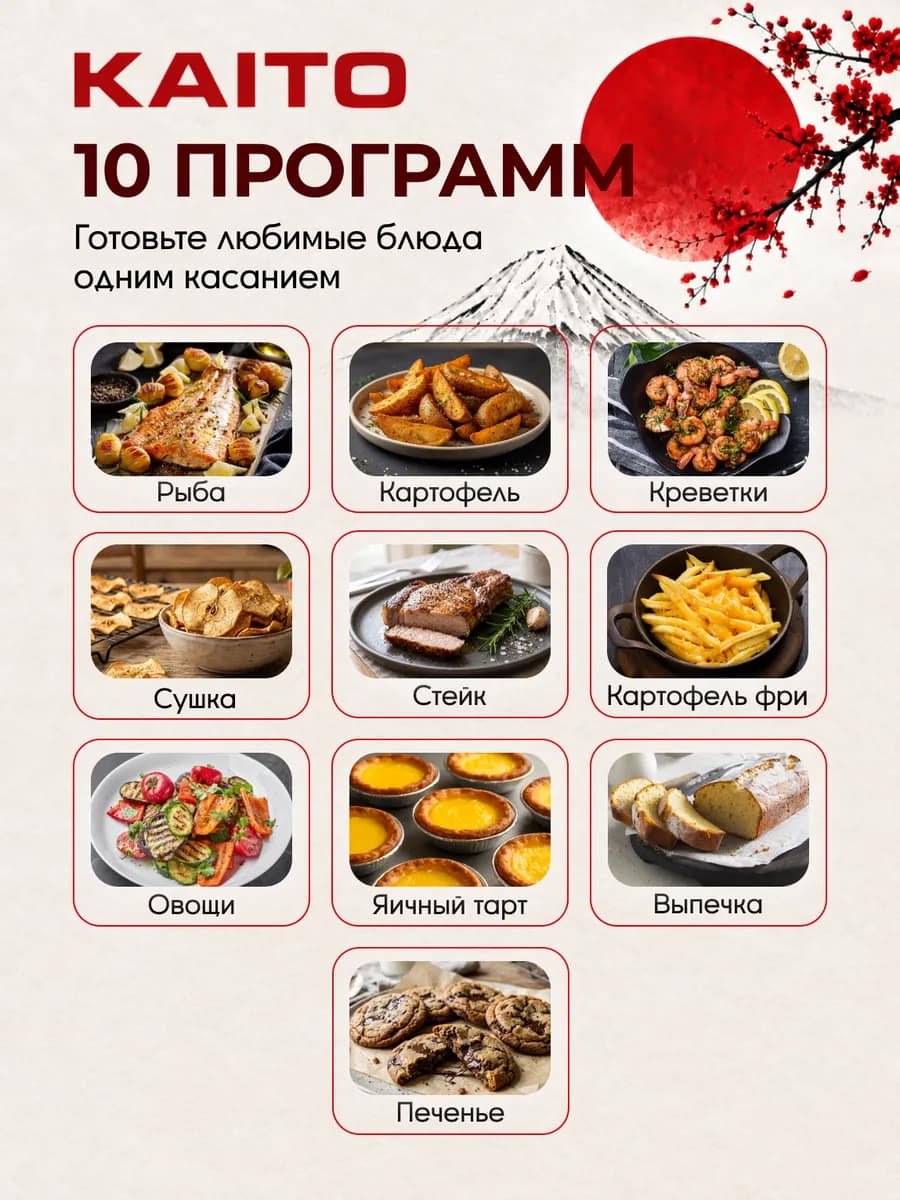 KAITO
10 ПРОГРАММ
Готовьте любимые блюда
одним касанием
Рыба
Картофель
Креветки
Сушка
Стейк
Картофель фри
Овощи
Яичный тарт
Выпечка
Печенье